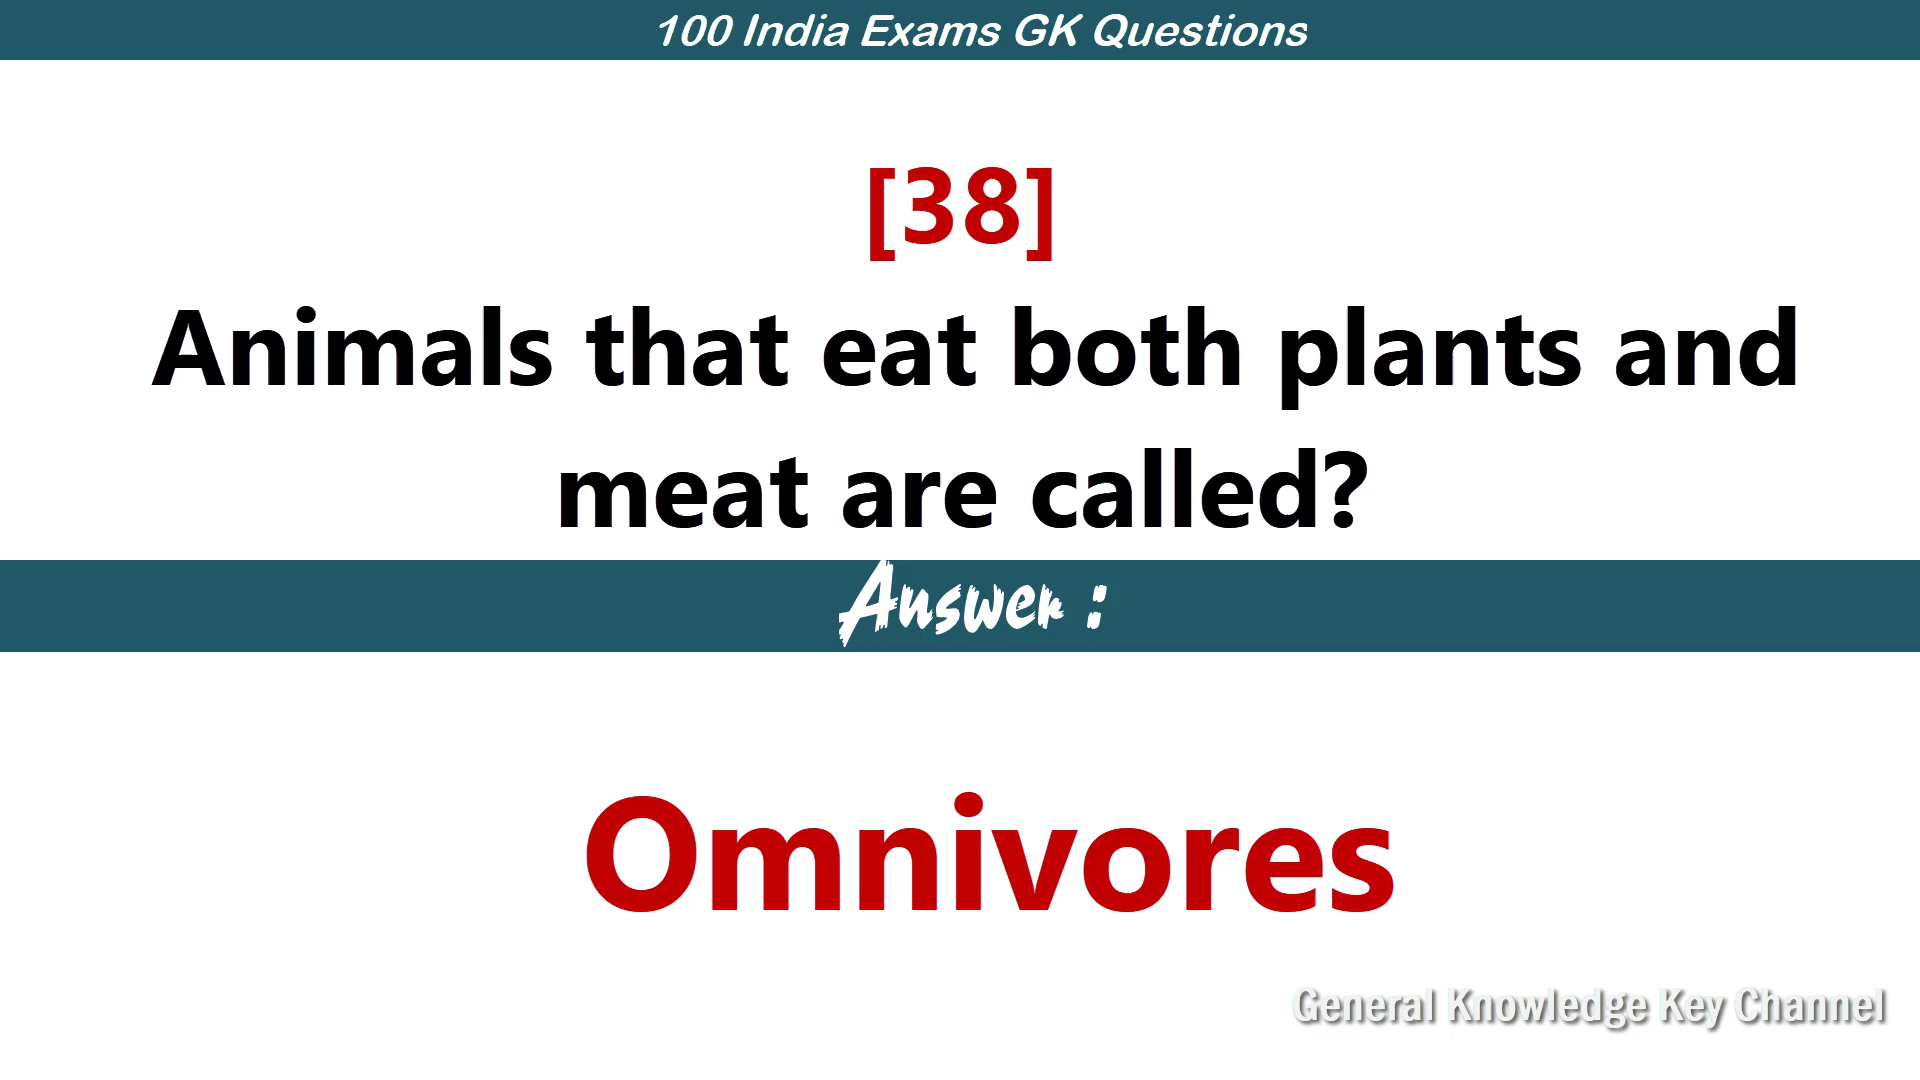 100 India Exams GK Questions
[38]
Animals that eat both plants and
meat are called?
Answer :
Omnivores
General Knowledge Key Channel